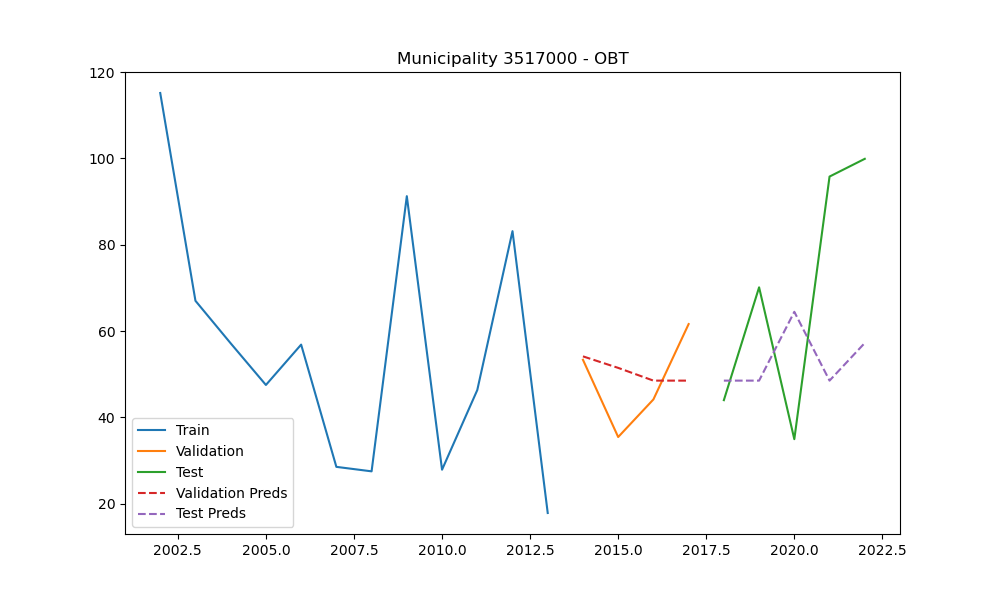 Municipality 3517000 - OBT
120
100
80
60
40
20
Train
Validation
Test
Validation Preds
Test Preds
2002.5 2005.0 2007.5 2010.0 2012.5 2015.0 2017.5 2020.0 2022.5